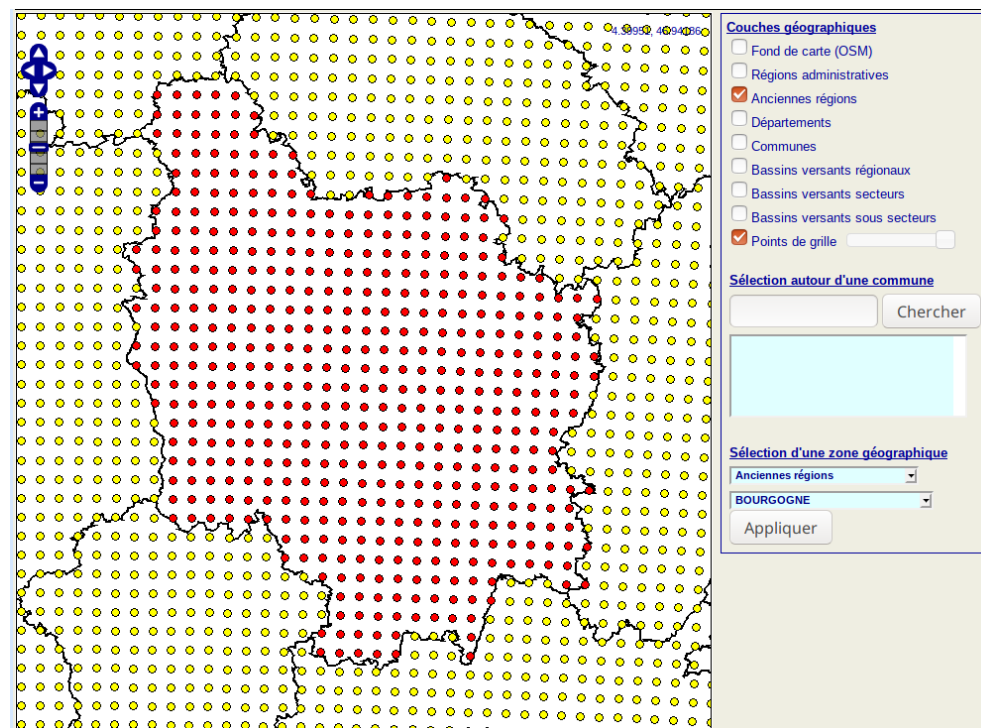 Couches géographiques
Fond de carte (OSM)
Régions administratives
Anciennes régions
Départements
Communes
Bassins versants régionaux
Bassins versants secteurs
Bassins versants sous secteurs
Points de grille
Sélection autour d'une commune
Chercher
Sélection d'une zone géographique
Anciennes régions
BOURGOGNE
Appliquer